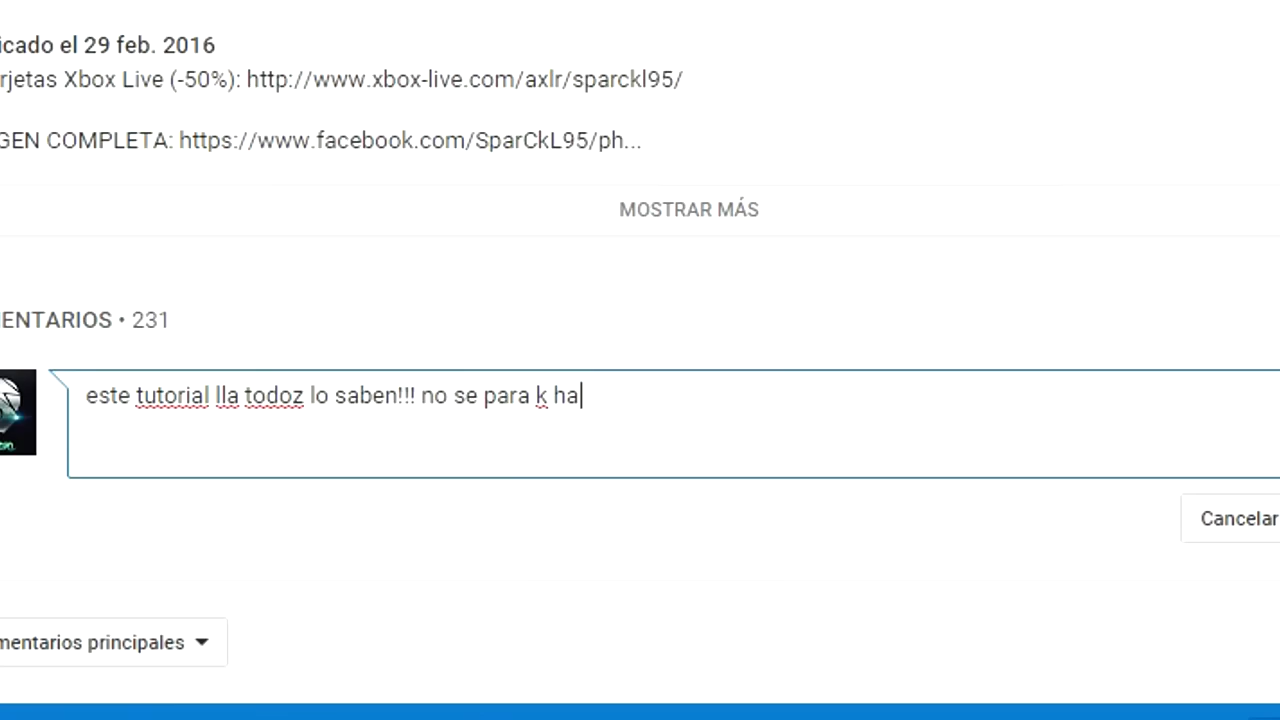 icado el 29 feb. 2016
rjetas Xbox Live (-50%): http://www.xbox-live.com/axlr/sparckl95/
GEN COMPLETA: https://www.facebook.com/SparCkL95/ph...
MOSTRAR MÁS
ENTARIOS • 231
este tutorial lla todoz lo saben!!! no se para k ha
Cancelar
mentarios principales